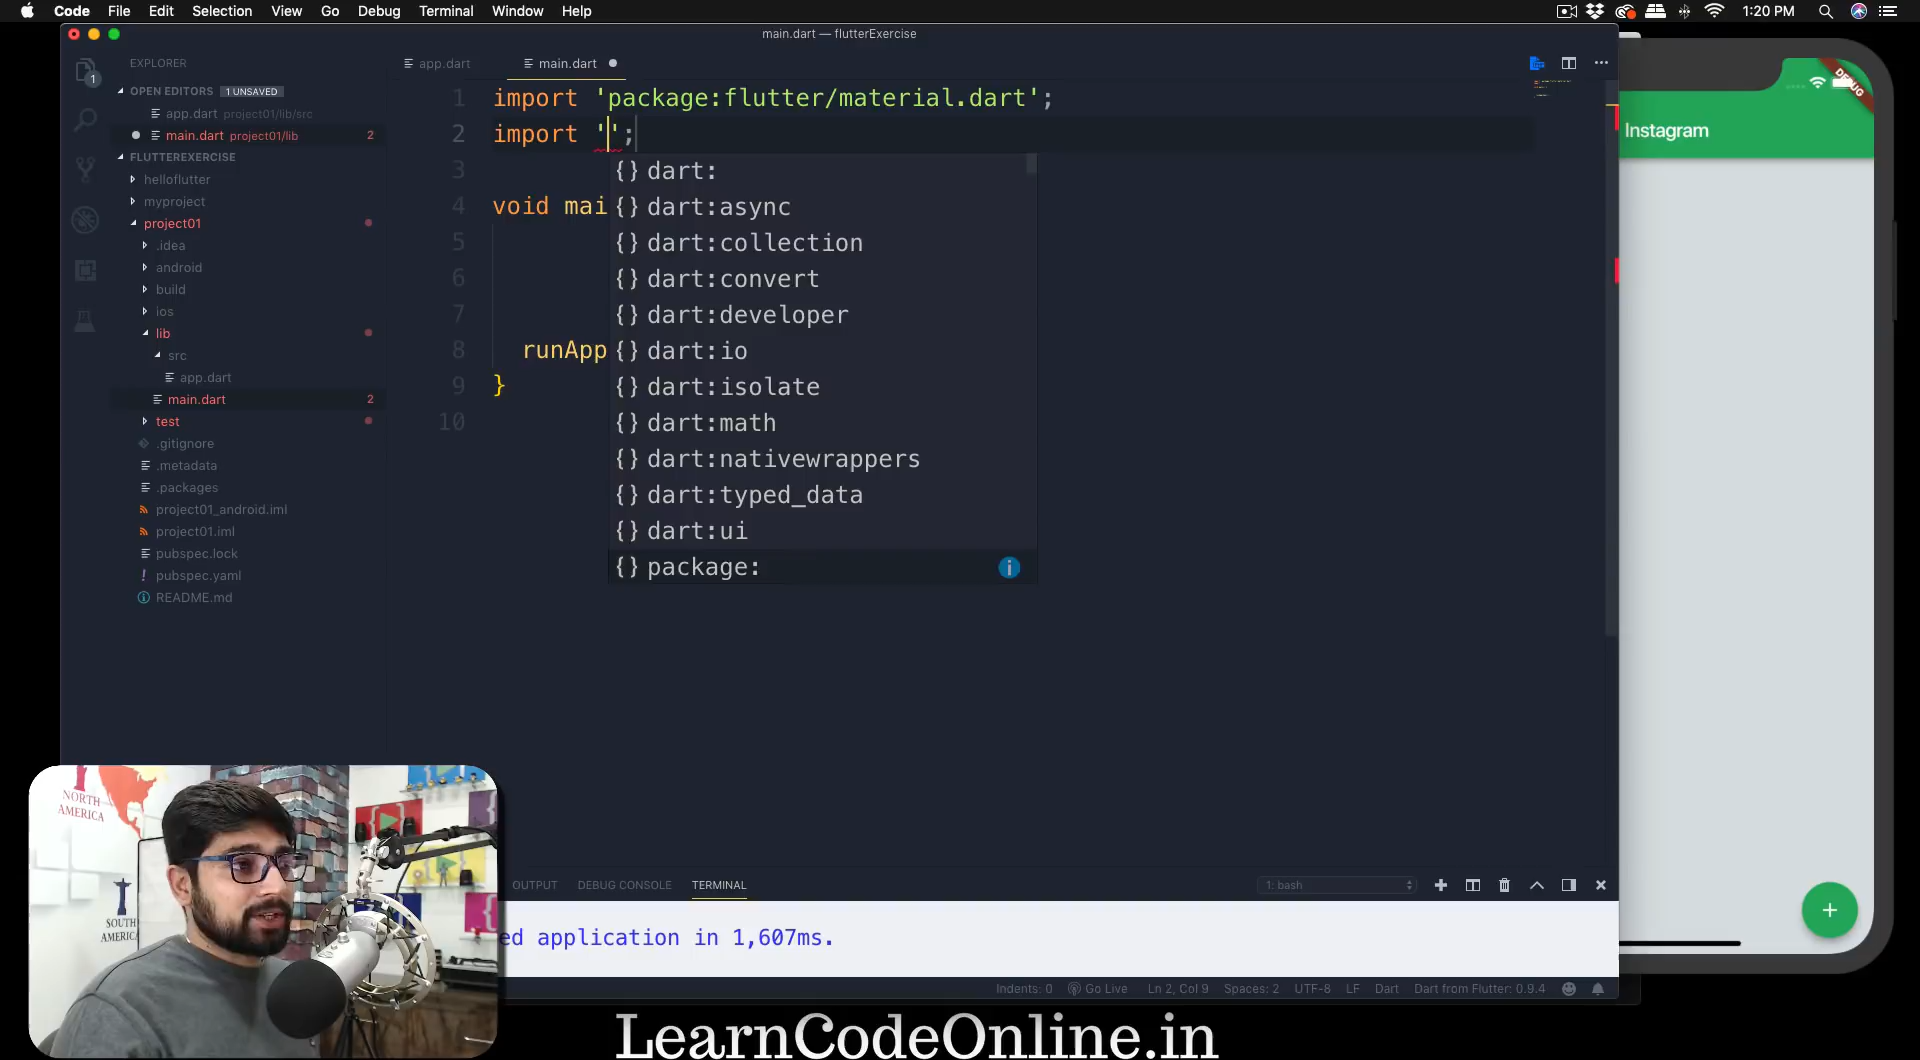 Code File Edit Selection View Go Debug Terminal Window Help 1:20 PM
main.dart — flutterExercise
EXPLORER
app.dart main.dart
OPEN EDITORS 1 UNSAVED
app.dart project01/lib/src
main.dart project01/lib 2
FLUTTEREXERCISE
helloflutter
myproject
project01
.idea
android
build
ios
lib
src
app.dart
main.dart 2
test
.gitignore
.metadata
.packages
project01_android.iml
project01.iml
pubspec.lock
pubspec.yaml
README.md
1
1 import 'package:flutter/material.dart';
2 import '';
3
4 void mai
5
6
7
8 runApp
9 }
10
{} dart:
{} dart:async
{} dart:collection
{} dart:convert
{} dart:developer
{} dart:io
{} dart:isolate
{} dart:math
{} dart:nativewrappers
{} dart:typed_data
{} dart:ui
{} package:
DEBUG
Instagram
+
OUTPUT DEBUG CONSOLE TERMINAL 1: bash
ed application in 1,607ms.
Indents: 0 Go Live Ln 2, Col 9 Spaces: 2 UTF-8 LF Dart Dart from Flutter: 0.9.4
NORTH
AMERICA
SOUTH
AMERICA
LearnCodeOnline.in